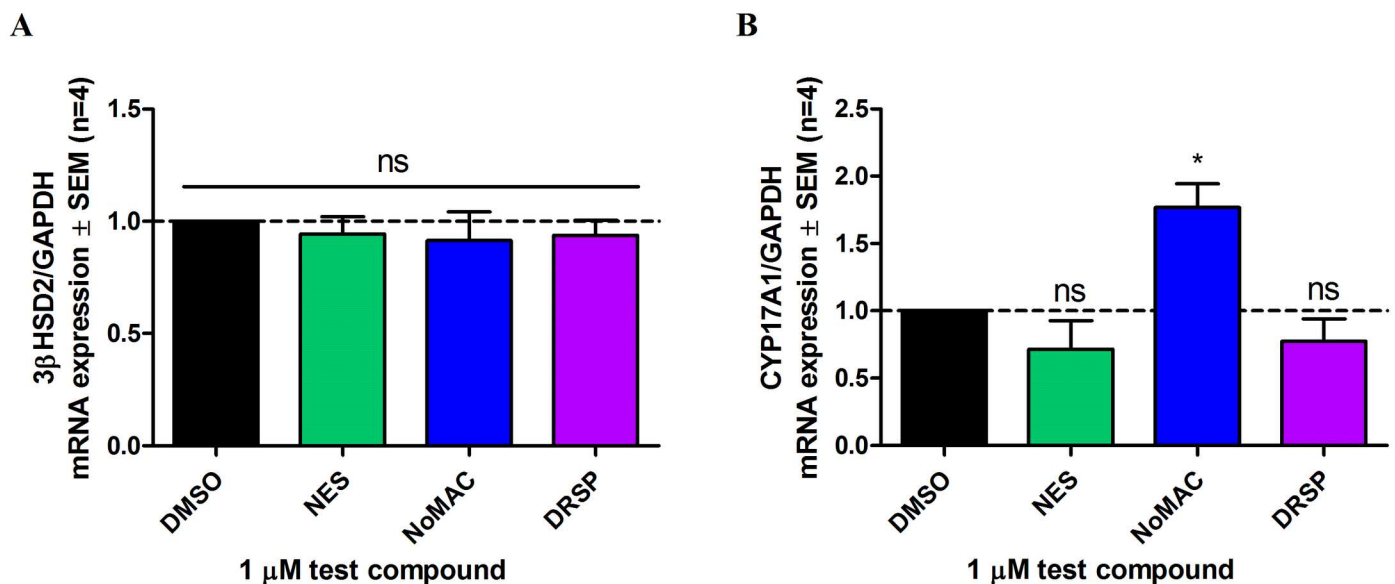 A
3βHSD2/GAPDH
mRNA expression ± SEM (n=4)
1.5
1.0
0.5
0.0
ns
DMSO
NES
NoMAC
DRSP
1 μM test compound
B
CYP17A1/GAPDH
mRNA expression ± SEM (n=4)
2.5
2.0
1.5
1.0
0.5
0.0
ns
*
ns
DMSO
NES
NoMAC
DRSP
1 μM test compound